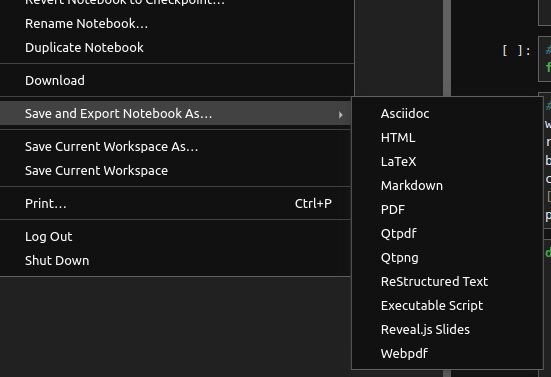 Revert Notebook to Checkpoint…
Rename Notebook…
Duplicate Notebook
Download
Save and Export Notebook As…
Save Current Workspace As…
Save Current Workspace
Print… Ctrl+P
Log Out
Shut Down
Asciidoc
HTML
LaTeX
Markdown
PDF
Qtpdf
Qtpng
ReStructured Text
Executable Script
Reveal.js Slides
Webpdf
[ ]: